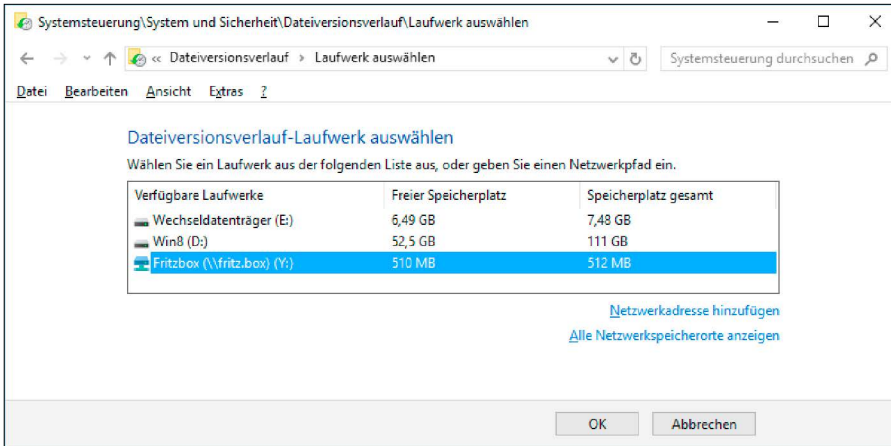 Systemsteuerung\System und Sicherheit\Dateiversionsverlauf\Laufwerk auswählen
« Dateiversionsverlauf › Laufwerk auswählen Systemsteuerung durchsuchen
Datei Bearbeiten Ansicht Extras ?
Dateiversionsverlauf-Laufwerk auswählen
Wählen Sie ein Laufwerk aus der folgenden Liste aus, oder geben Sie einen Netzwerkpfad ein.
Verfügbare Laufwerke Freier Speicherplatz Speicherplatz gesamt
Wechseldatenträger (E:) 6,49 GB 7,48 GB
Win8 (D:) 52,5 GB 111 GB
Fritzbox (\\fritz.box) (Y:) 510 MB 512 MB
Netzwerkadresse hinzufügen
Alle Netzwerkspeicherorte anzeigen
OK Abbrechen